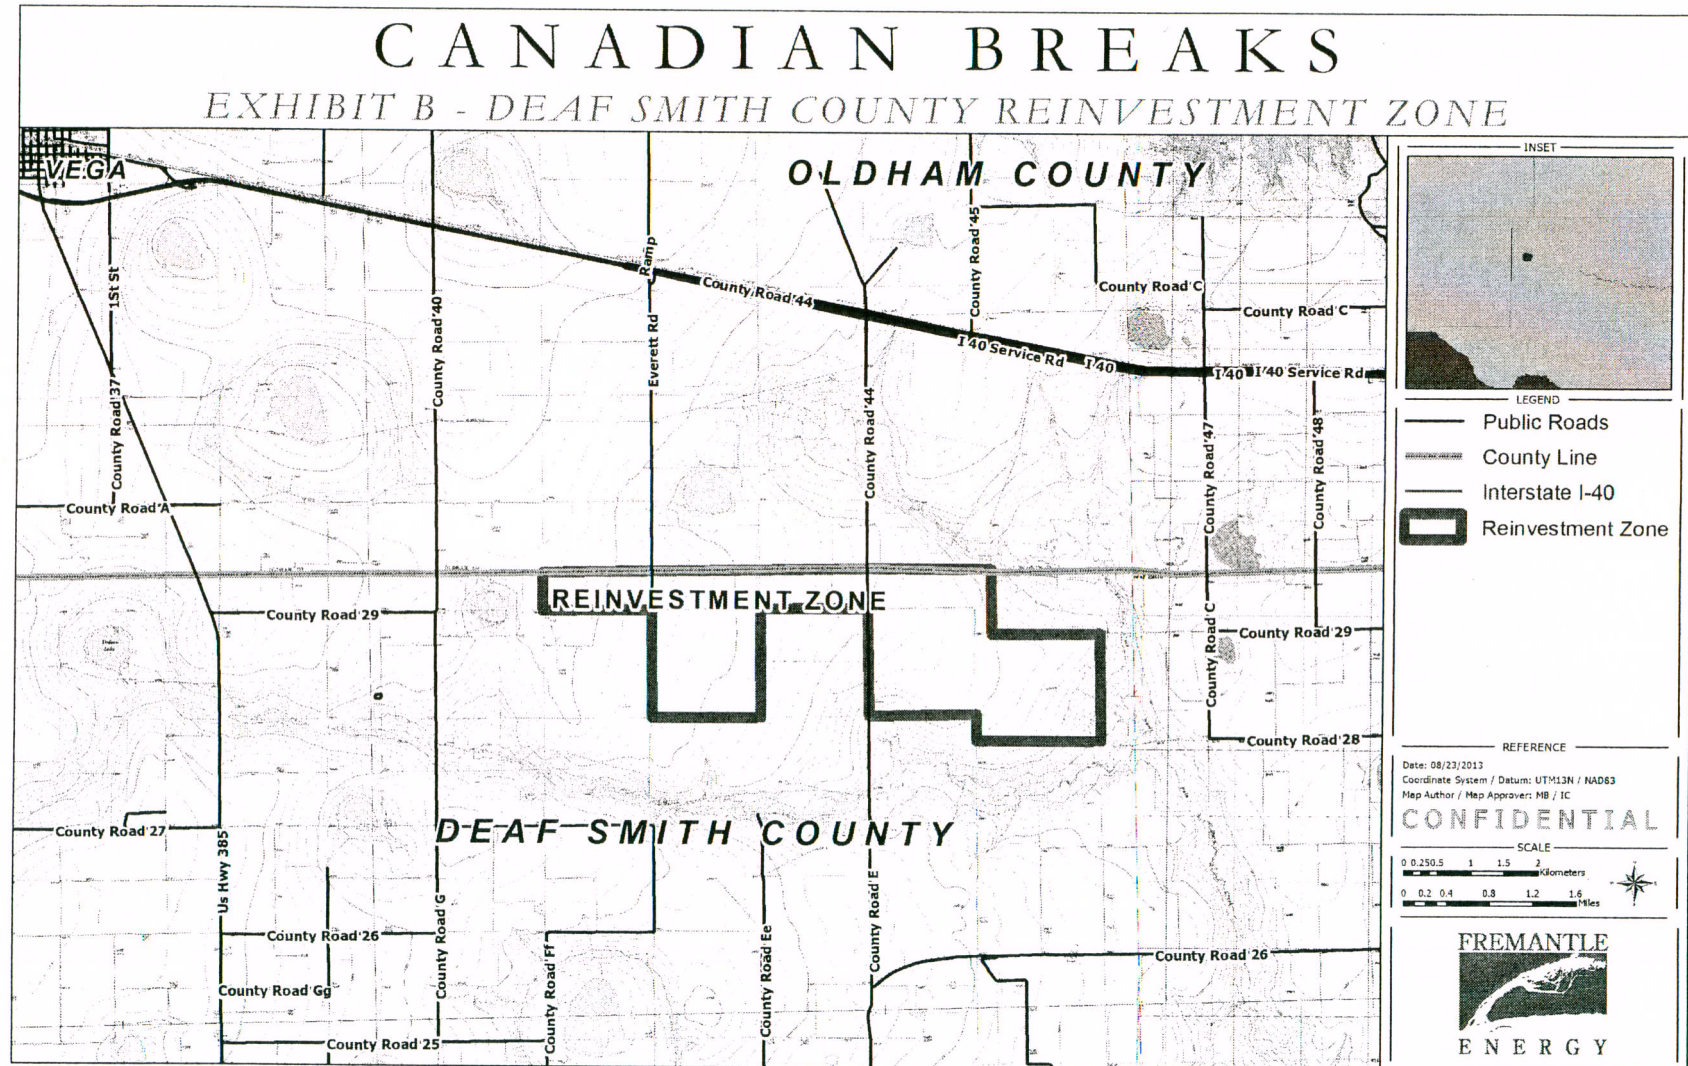 CANADIAN BREAKS
EXHIBIT B - DEAF SMITH COUNTY REINVESTMENT ZONE
VEGA
OLDHAM COUNTY
1St St
County Road 37
County Road 40
Ramp
Everett Rd
County Road 44
County Road 44
County Road 45
County Road C
County Road C
I 40 Service Rd
I 40
I 40
I 40 Service Rd
County Road 47
County Road 48
County Road A
County Road 29
REINVESTMENT ZONE
County Road C
County Road 29
County Road 28
County Road 27
DEAF SMITH COUNTY
Us Hwy 385
County Road G
County Road 26
County Road Gg
County Road Ff
County Road Ee
County Road E
County Road 26
County Road 25
INSET
LEGEND
Public Roads
County Line
Interstate I-40
Reinvestment Zone
REFERENCE
Date: 08/23/2013
Coordinate System / Datum: UTM13N / NAD83
Map Author / Map Approver: MB / IC
CONFIDENTIAL
SCALE
0 0.25 0.5 1 1.5 2
Kilometers
0 0.2 0.4 0.8 1.2 1.6
Miles
FREMANTLE
ENERGY